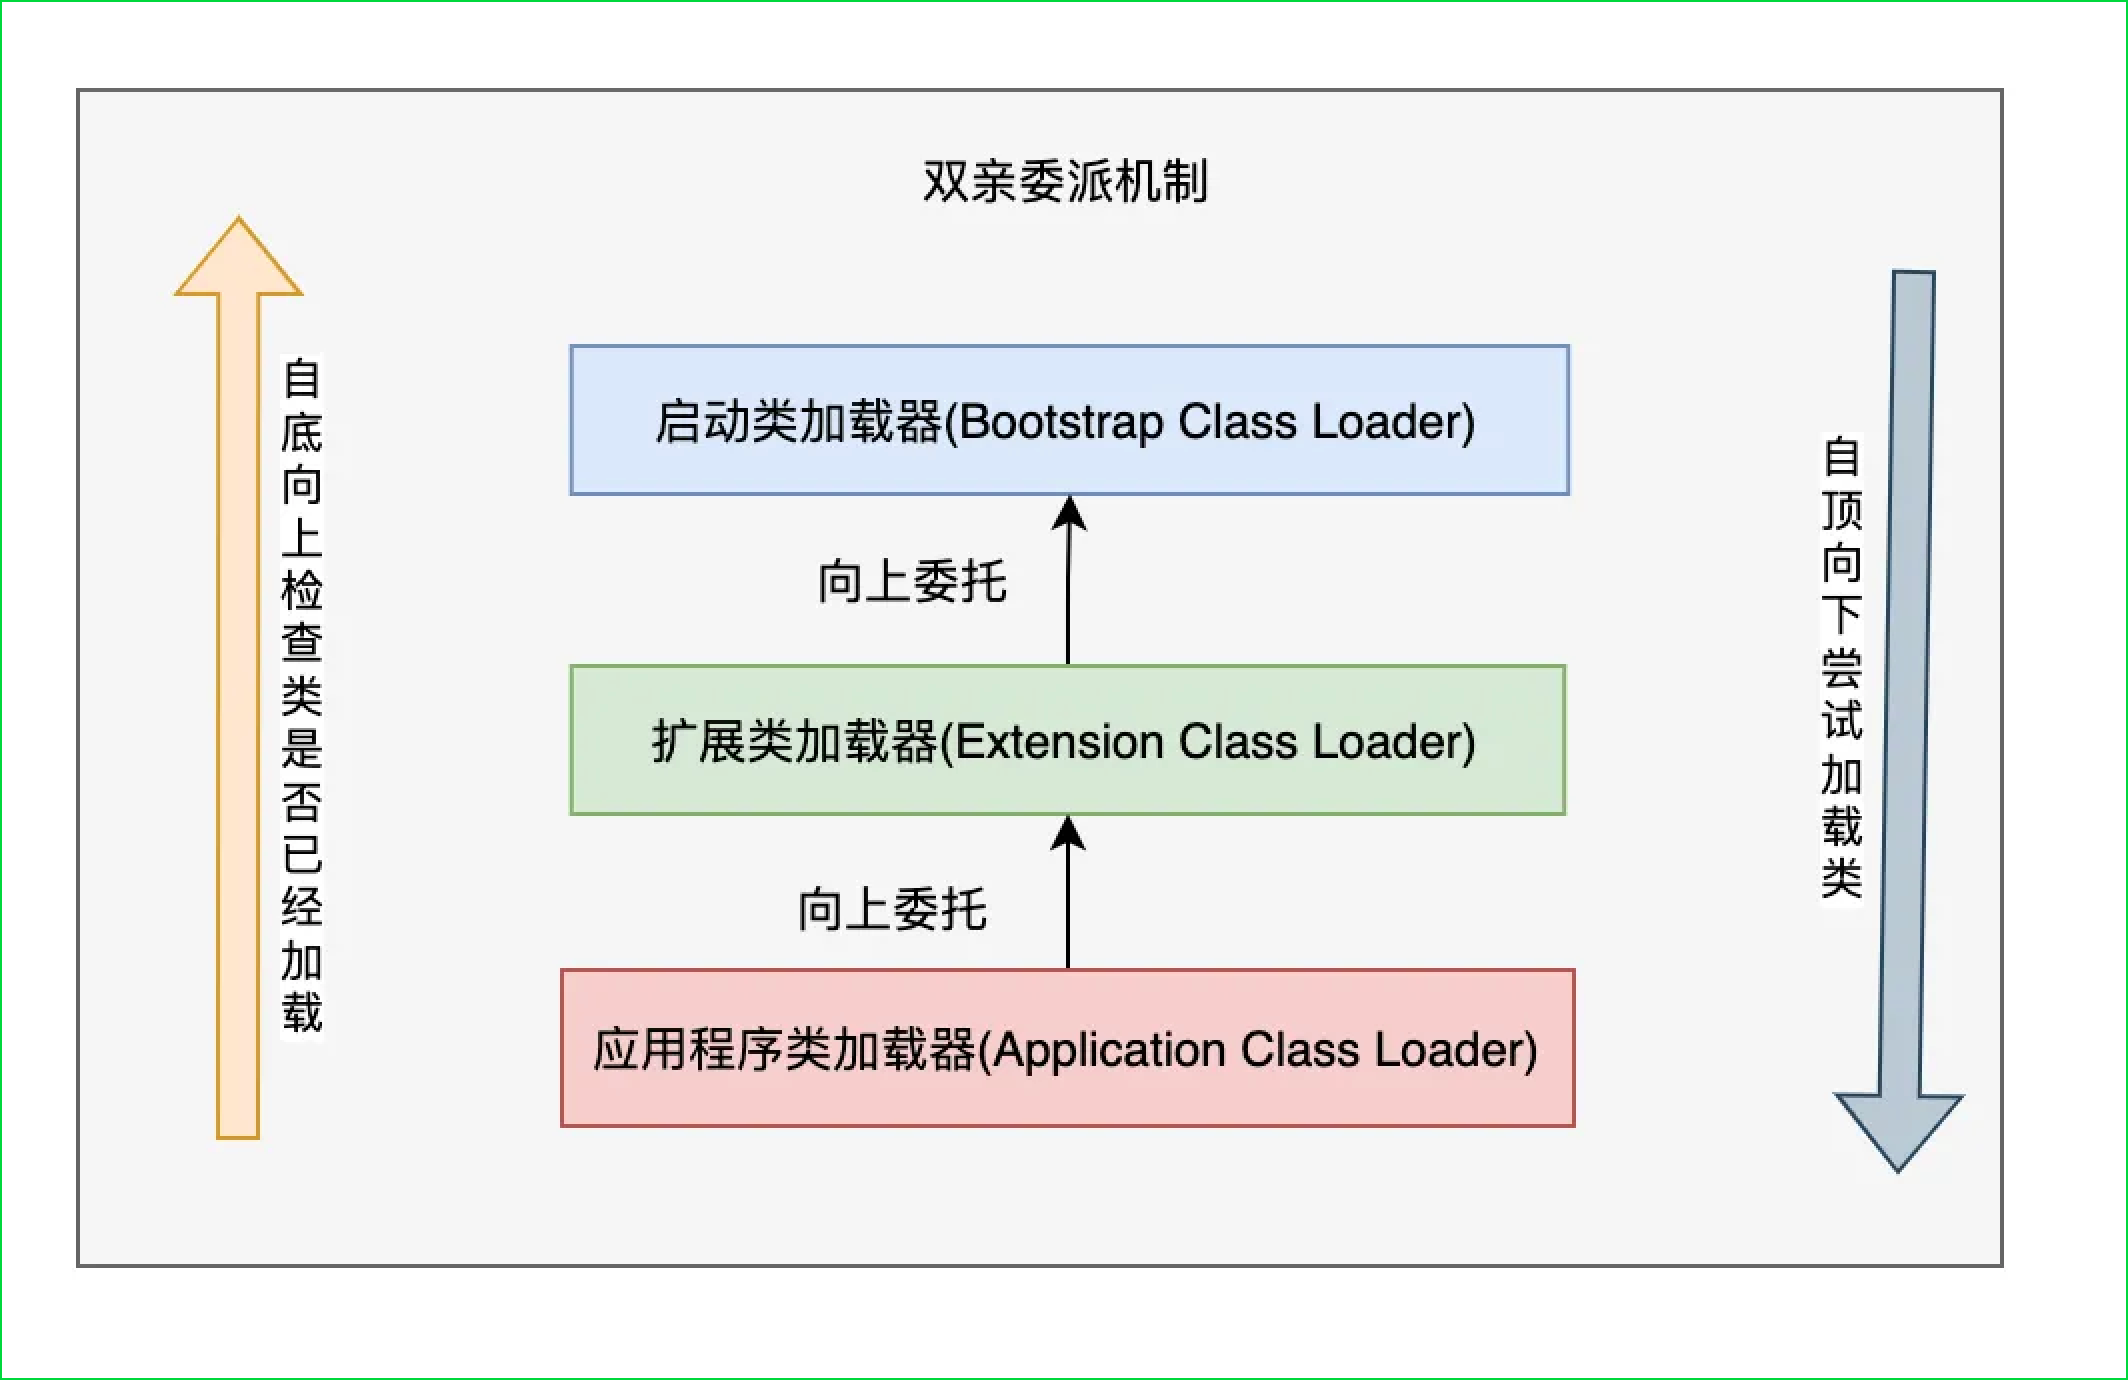 双亲委派机制
自底向上检查类是否已经加载
启动类加载器(Bootstrap Class Loader)
向上委托
扩展类加载器(Extension Class Loader)
向上委托
应用程序类加载器(Application Class Loader)
自顶向下尝试加载类